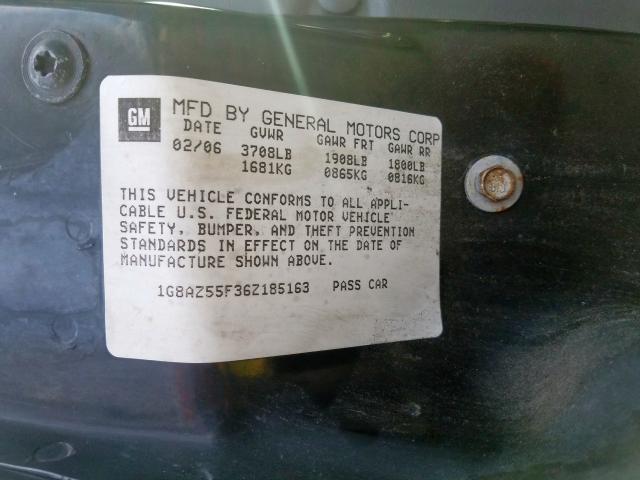 GM MFD BY GENERAL MOTORS CORP
DATE GVWR GAWR FRT GAWR RR
02/06 3708LB 1908LB 1800LB
1681KG 0865KG 0816KG
THIS VEHICLE CONFORMS TO ALL APPLI-
CABLE U.S. FEDERAL MOTOR VEHICLE
SAFETY, BUMPER, AND THEFT PREVENTION
STANDARDS IN EFFECT ON THE DATE OF
MANUFACTURE SHOWN ABOVE.
1G8AZ55F36Z185163 PASS CAR